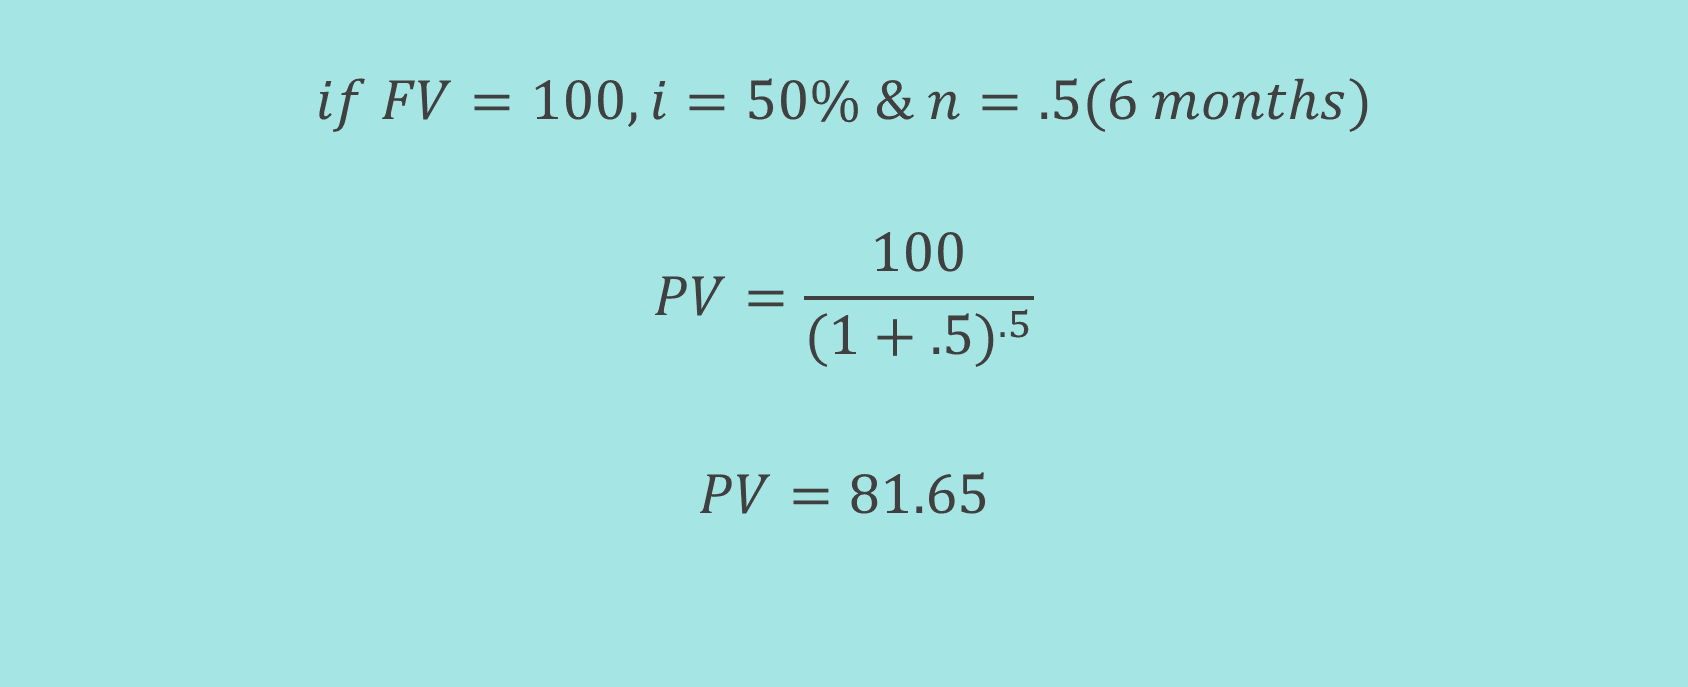 if FV = 100, i = 50% & n = .5(6 months)
PV = 100 / (1 + .5)^.5
PV = 81.65